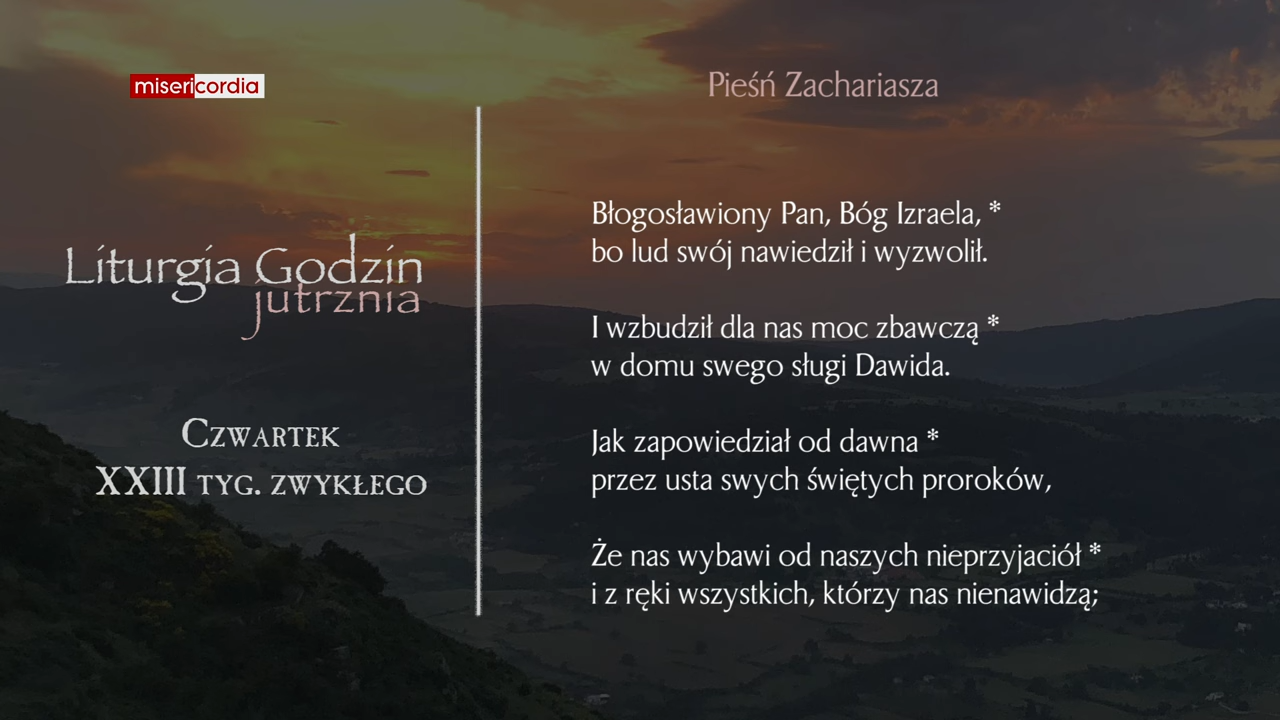 misericordia
Liturgia Godzin
jutrznia
Czwartek
XXIII tyg. zwykłego
Pieśń Zachariasza
Błogosławiony Pan, Bóg Izraela, *
bo lud swój nawiedził i wyzwolił.
I wzbudził dla nas moc zbawczą *
w domu swego sługi Dawida.
Jak zapowiedział od dawna *
przez usta swych świętych proroków,
Że nas wybawi od naszych nieprzyjaciół *
i z ręki wszystkich, którzy nas nienawidzą;